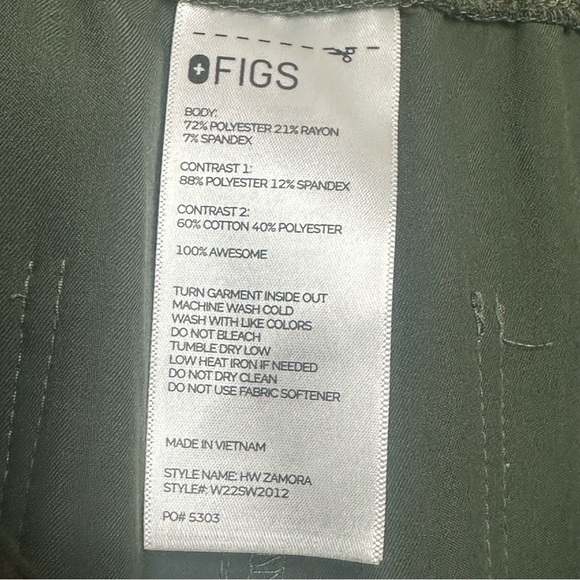 FIGS
BODY:
72% POLYESTER 21% RAYON
7% SPANDEX
CONTRAST 1:
88% POLYESTER 12% SPANDEX
CONTRAST 2:
60% COTTON 40% POLYESTER
100% AWESOME
TURN GARMENT INSIDE OUT
MACHINE WASH COLD
WASH WITH LIKE COLORS
DO NOT BLEACH
TUMBLE DRY LOW
LOW HEAT IRON IF NEEDED
DO NOT DRY CLEAN
DO NOT USE FABRIC SOFTENER
MADE IN VIETNAM
STYLE NAME: HW ZAMORA
STYLE#: W22SW2012
PO# 5303